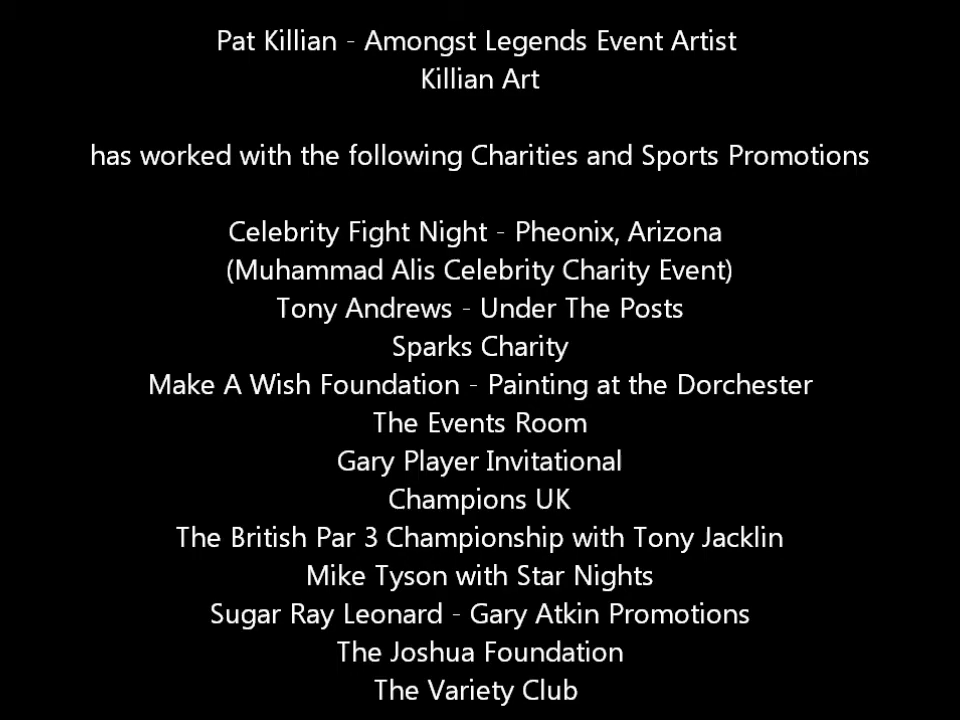 Pat Killian - Amongst Legends Event Artist
Killian Art
has worked with the following Charities and Sports Promotions
Celebrity Fight Night - Pheonix, Arizona
(Muhammad Alis Celebrity Charity Event)
Tony Andrews - Under The Posts
Sparks Charity
Make A Wish Foundation - Painting at the Dorchester
The Events Room
Gary Player Invitational
Champions UK
The British Par 3 Championship with Tony Jacklin
Mike Tyson with Star Nights
Sugar Ray Leonard - Gary Atkin Promotions
The Joshua Foundation
The Variety Club